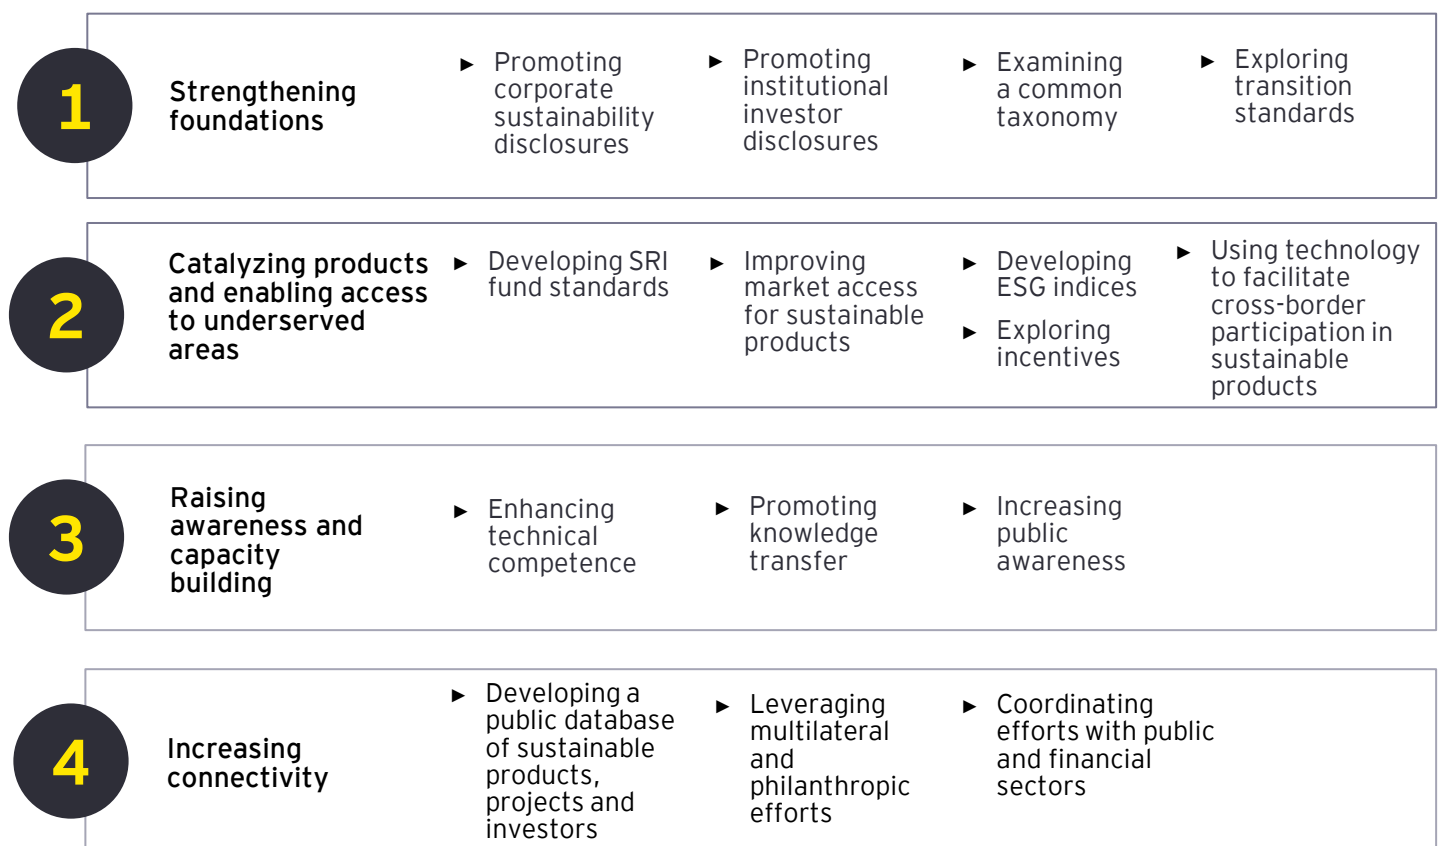 1
Strengthening
foundations
► Promoting
corporate
sustainability
disclosures
► Promoting
institutional
investor
disclosures
► Examining
a common
taxonomy
► Exploring
transition
standards
2
Catalyzing products
and enabling access
to underserved
areas
► Developing SRI
fund standards
► Improving
market access
for sustainable
products
► Developing
ESG indices
► Exploring
incentives
► Using technology
to facilitate
cross-border
participation in
sustainable
products
3
Raising
awareness and
capacity
building
► Enhancing
technical
competence
► Promoting
knowledge
transfer
► Increasing
public
awareness
4
Increasing
connectivity
► Developing a
public database
of sustainable
products,
projects and
investors
► Leveraging
multilateral
and
philanthropic
efforts
► Coordinating
efforts with public
and financial
sectors